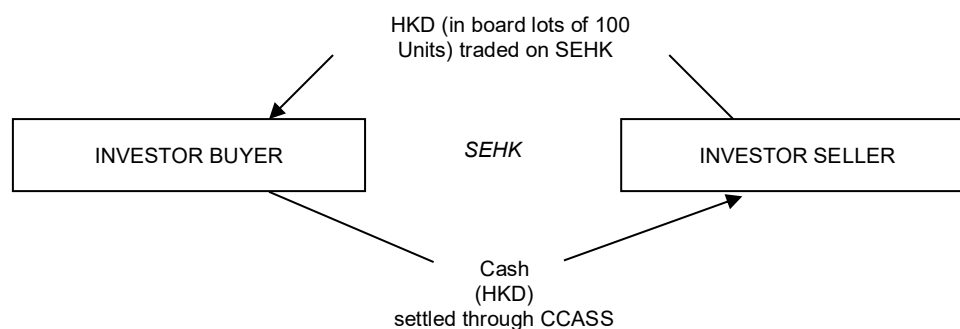 HKD (in board lots of 100
Units) traded on SEHK
INVESTOR BUYER
SEHK
INVESTOR SELLER
Cash
(HKD)
settled through CCASS